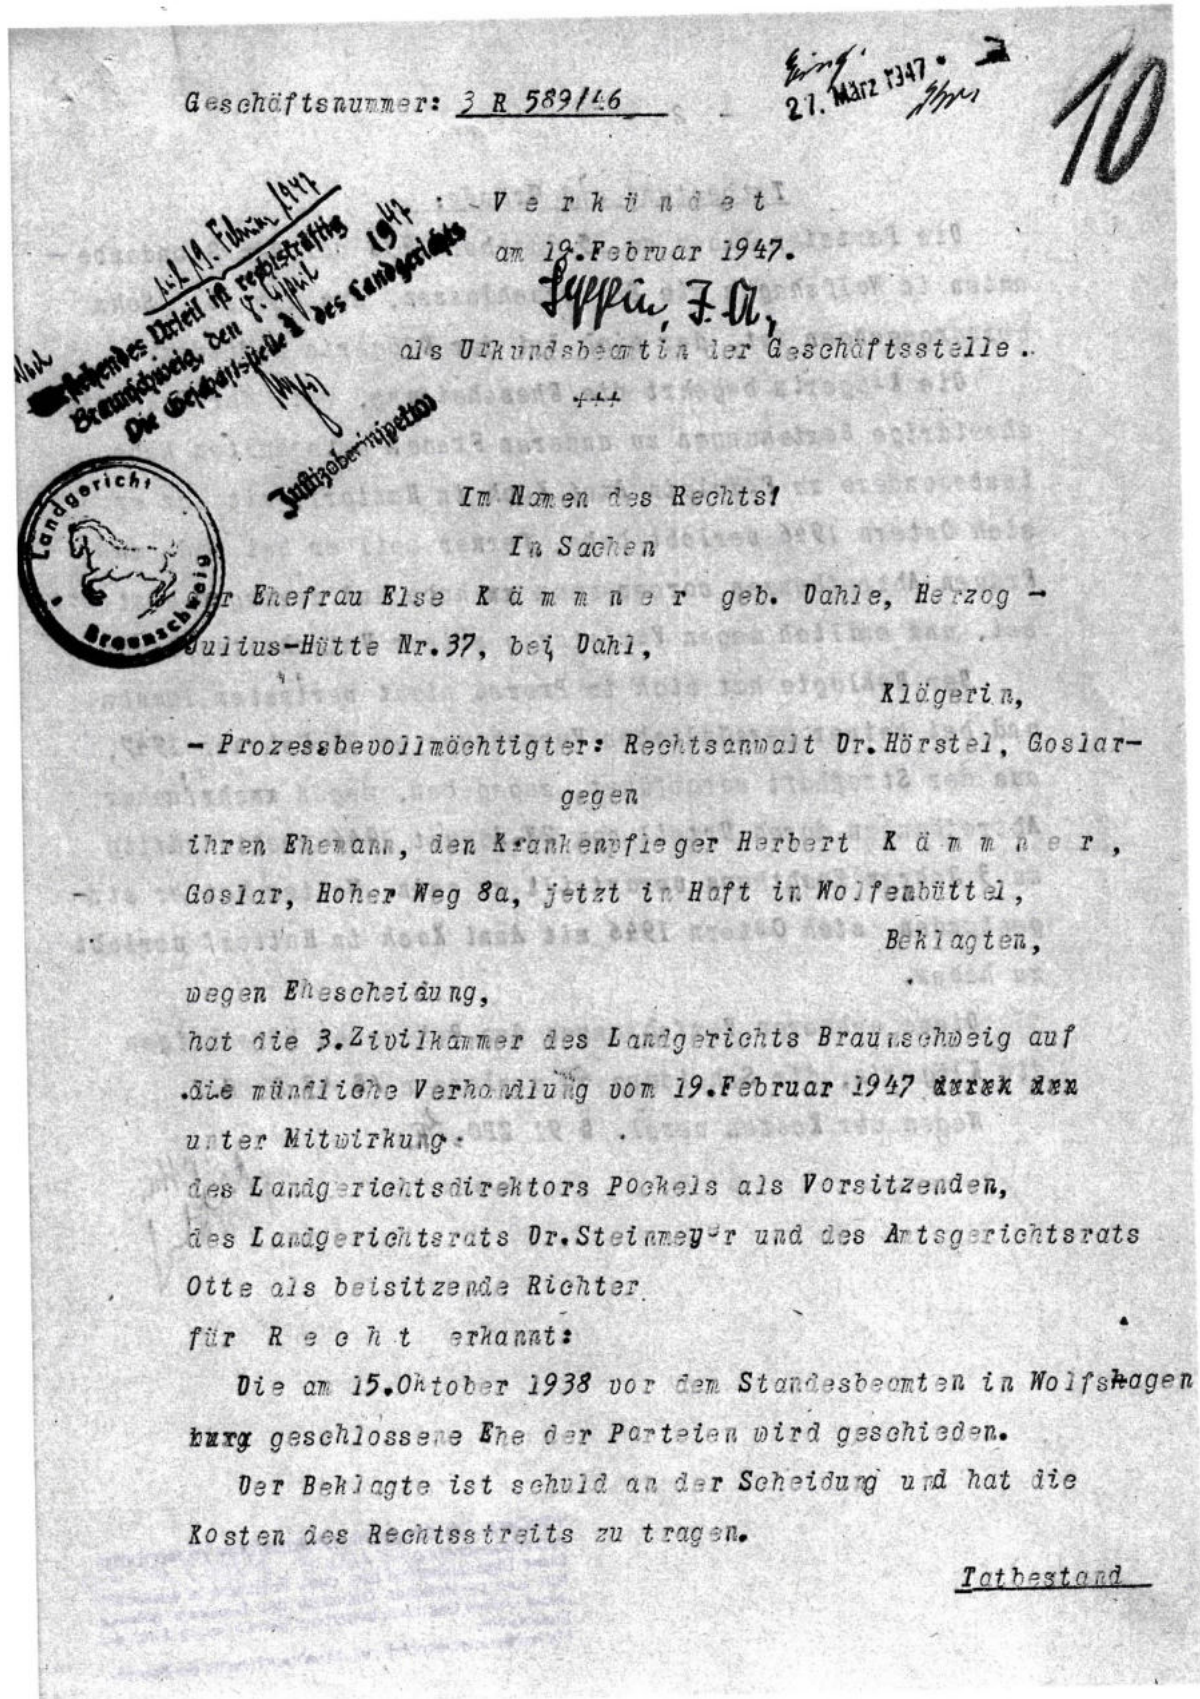 Geschäftsnummer: 3 R 589/46
Eing.
27. März 1947
10
Verkündet
am 19. Februar 1947.
J. A.,
als Urkundsbeamtin der Geschäftsstelle.
+++
seit 19. Februar 1947
stehendes Urteil ist rechtskräftig
Braunschweig, den 8. April 1947
Die Geschäftsstelle 3 des Landgerichts
Justizoberinspektor
Landgericht
Braunschweig
Im Namen des Rechts!
In Sachen
r Ehefrau Else K ä m m n e r geb. Dahle, Herzog -
Julius-Hütte Nr.37, bei Dahl,
Klägerin,
- Prozessbevollmächtigter: Rechtsanwalt Dr.Hörstel, Goslar-
gegen
ihren Ehemann, den Krankenpfleger Herbert K ä m m n e r ,
Goslar, Hoher Weg 8a, jetzt in Haft in Wolfenbüttel,
Beklagten,
wegen Ehescheidung,
hat die 3.Zivilkammer des Landgerichts Braunschweig auf
die mündliche Verhandlung vom 19.Februar 1947
unter Mitwirkung
des Landgerichtsdirektors Pockels als Vorsitzenden,
des Landgerichtsrats Dr.Steinmeyer und des Amtsgerichtsrats
Otte als beisitzende Richter
für R e c h t erkannt:
Die am 15.Oktober 1938 vor dem Standesbeamten in Wolfshagen
burg geschlossene Ehe der Parteien wird geschieden.
Der Beklagte ist schuld an der Scheidung und hat die
Kosten des Rechtsstreits zu tragen.
Tatbestand